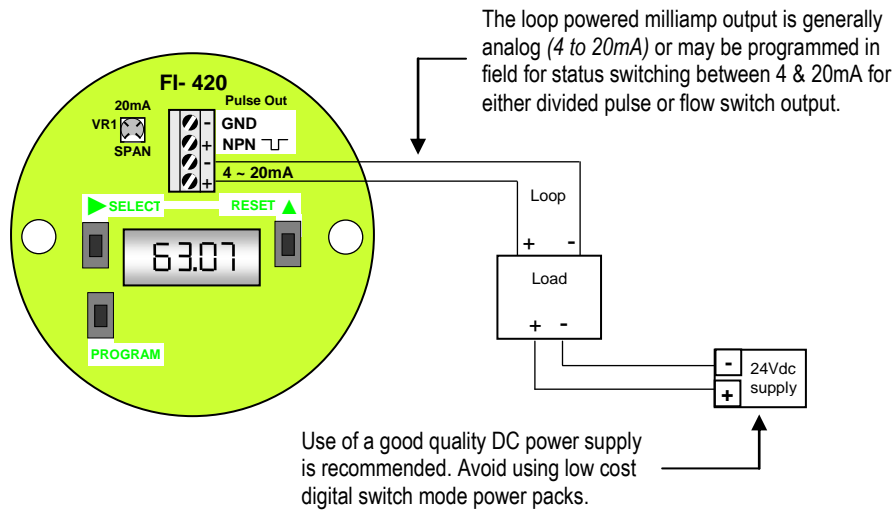 The loop powered milliamp output is generally
analog (4 to 20mA) or may be programmed in
field for status switching between 4 & 20mA for
either divided pulse or flow switch output.
FI- 420
20mA
Pulse Out
VR1
SPAN
- GND
+ NPN
-
+ 4 ~ 20mA
SELECT
RESET
63.07
PROGRAM
Loop
+ -
Load
+ -
-
+
24Vdc
supply
Use of a good quality DC power supply
is recommended. Avoid using low cost
digital switch mode power packs.